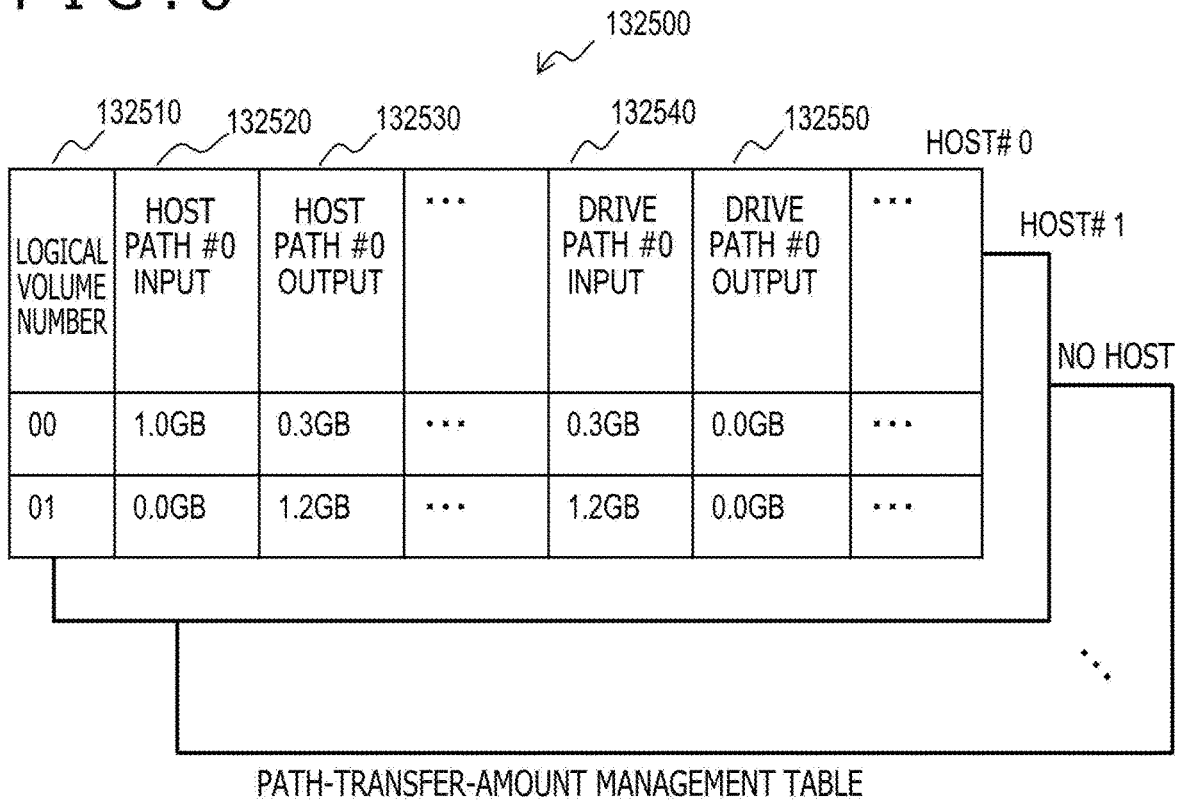 132500
132510
132520
132530
132540
132550
HOST# 0
HOST# 1
NO HOST
LOGICAL
VOLUME
NUMBER
HOST
PATH #0
INPUT
HOST
PATH #0
OUTPUT
...
DRIVE
PATH #0
INPUT
DRIVE
PATH #0
OUTPUT
...
00 1.0GB 0.3GB ... 0.3GB 0.0GB ...
01 0.0GB 1.2GB ... 1.2GB 0.0GB ...
PATH-TRANSFER-AMOUNT MANAGEMENT TABLE